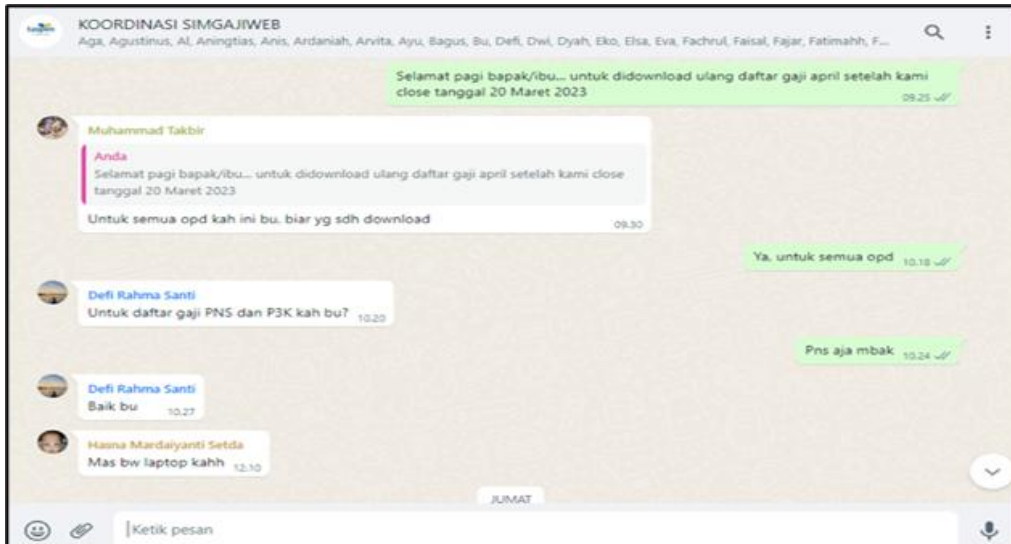 KOORDINASI SIMGAJIWEB
Aga, Agustinus, Al, Aningtias, Anis, Ardaniah, Arvita, Ayu, Bagus, Bu, Defi, Dwi, Dyah, Eko, Elsa, Eva, Fachrul, Faisal, Fajar, Fatimahh, F...
Selamat pagi bapak/ibu... untuk didownload ulang daftar gaji april setelah kami
close tanggal 20 Maret 2023
09.25
Muhammad Takbir
Anda
Selamat pagi bapak/ibu... untuk didownload ulang daftar gaji april setelah kami close
tanggal 20 Maret 2023
Untuk semua opd kah ini bu. biar yg sdh download
09.30
Ya, untuk semua opd 10.18
Defi Rahma Santi
Untuk daftar gaji PNS dan P3K kah bu? 10.20
Pns aja mbak 10.24
Defi Rahma Santi
Baik bu 10.27
Hasna Mardaiyanti Setda
Mas bw laptop kahh 12.10
JUMAT
Ketik pesan